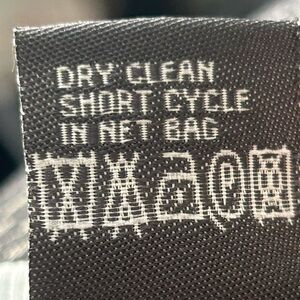 DRY CLEAN
SHORT CYCLE
IN NET BAG
P